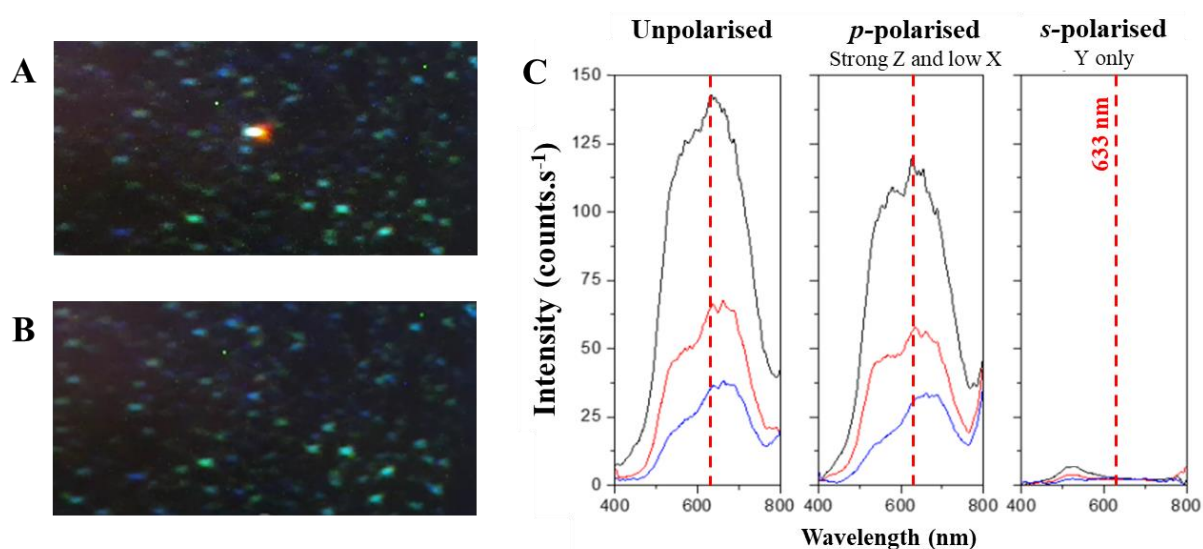 A
B
C
Unpolarised
p-polarised
Strong Z and low X
s-polarised
Y only
Intensity (counts.s⁻¹)
150
125
100
75
50
25
0
633 nm
400 600 800
400 600 800
400 600 800
Wavelength (nm)